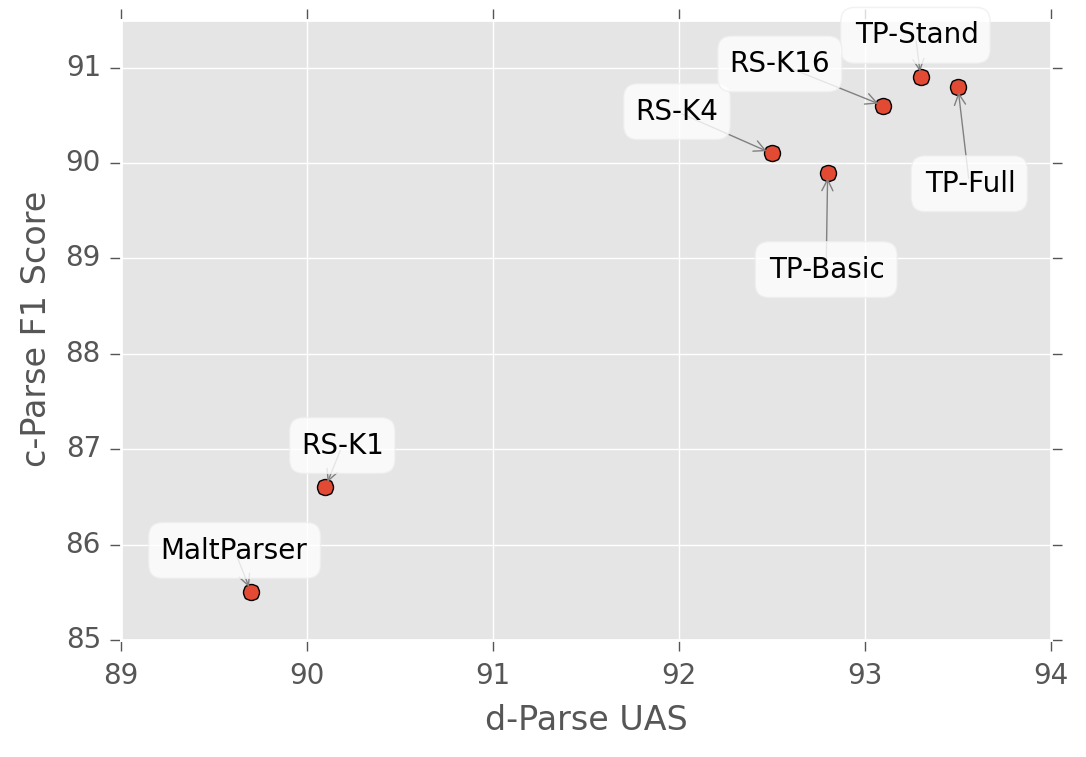 TP-Stand
RS-K16
RS-K4
TP-Full
TP-Basic
RS-K1
MaltParser
91
90
89
88
87
86
85
c-Parse F1 Score
89 90 91 92 93 94
d-Parse UAS